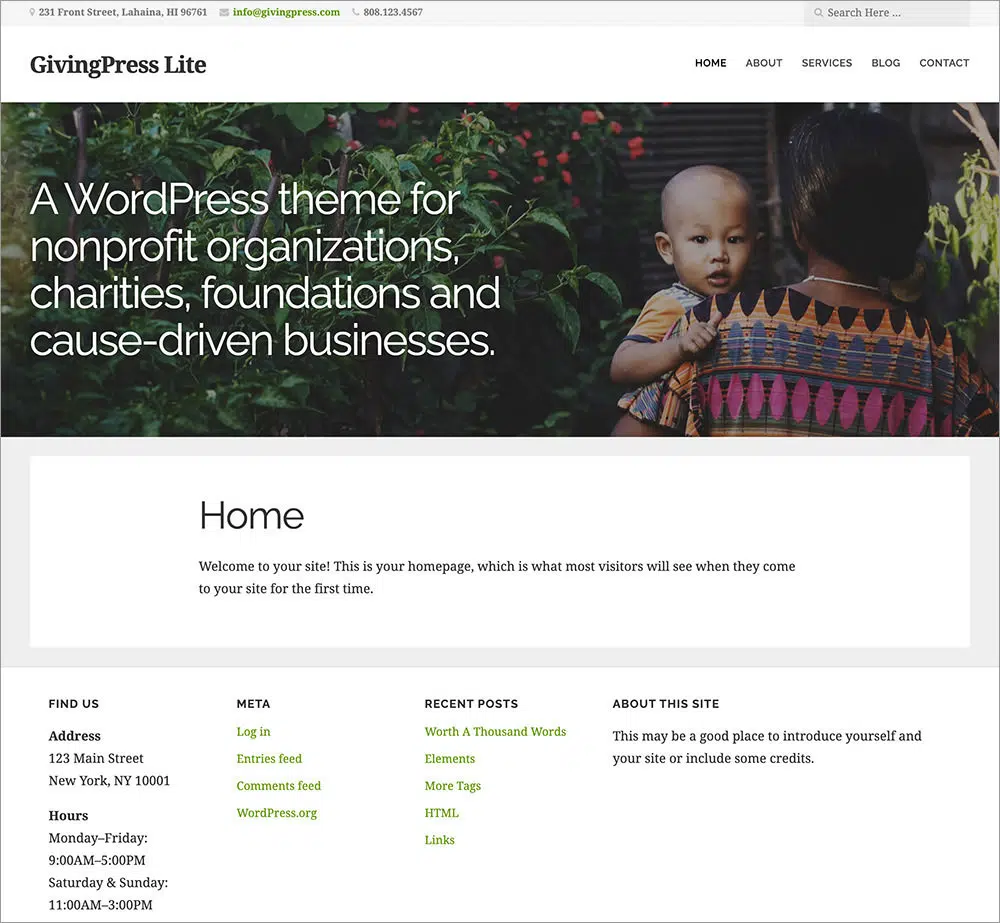 231 Front Street, Lahaina, HI 96761 info@givingpress.com 808.123.4567 Search Here ...
GivingPress Lite
HOME ABOUT SERVICES BLOG CONTACT
A WordPress theme for
nonprofit organizations,
charities, foundations and
cause-driven businesses.
Home
Welcome to your site! This is your homepage, which is what most visitors will see when they come
to your site for the first time.
FIND US
Address
123 Main Street
New York, NY 10001
Hours
Monday–Friday:
9:00AM–5:00PM
Saturday & Sunday:
11:00AM–3:00PM
META
Log in
Entries feed
Comments feed
WordPress.org
RECENT POSTS
Worth A Thousand Words
Elements
More Tags
HTML
Links
ABOUT THIS SITE
This may be a good place to introduce yourself and
your site or include some credits.